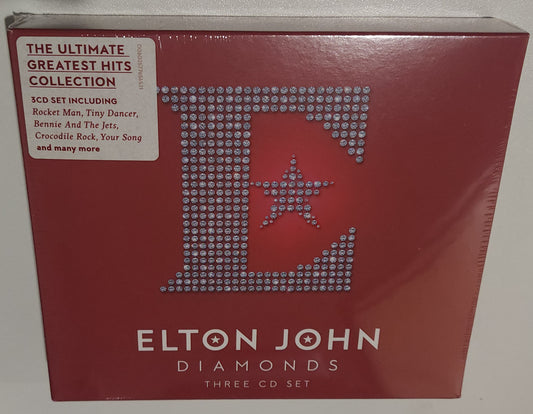 THE ULTIMATE
GREATEST HITS
COLLECTION
3CD SET INCLUDING
Rocket Man, Tiny Dancer,
Bennie And The Jets,
Crocodile Rock, Your Song
and many more
E
ELTON JOHN
DIAMONDS
THREE CD SET